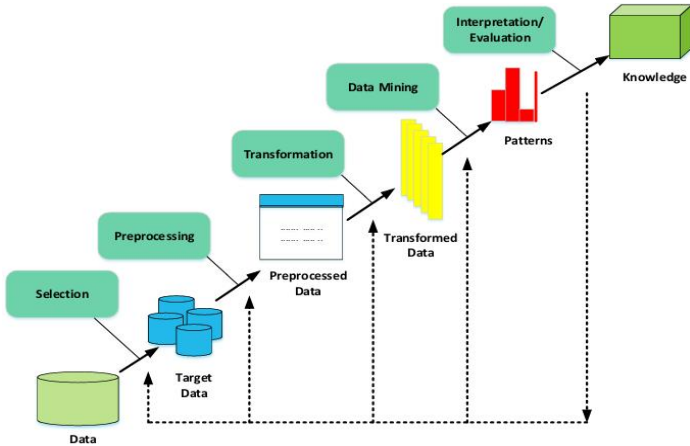 Interpretation/
Evaluation
Knowledge
Data Mining
Patterns
Transformation
Transformed
Data
Preprocessing
Preprocessed
Data
Selection
Target
Data
Data